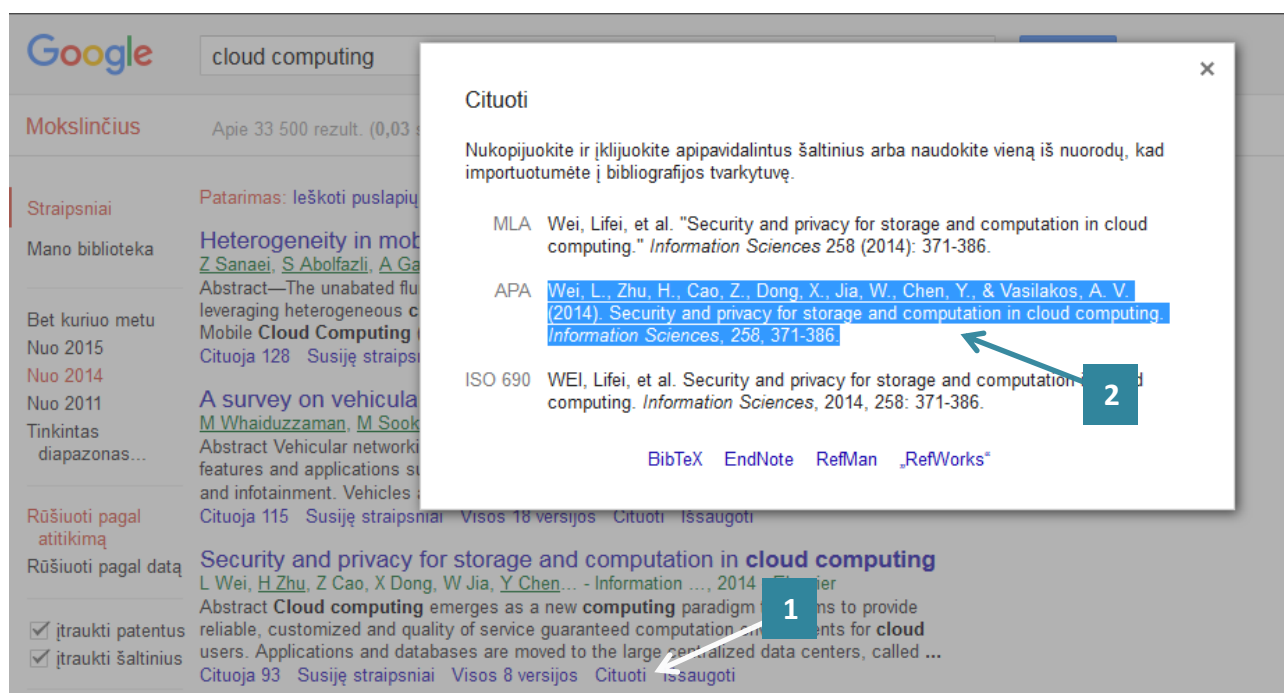 Google
cloud computing
Mokslinčius
Apie 33 500 rezult. (0,03
Straipsniai
Mano biblioteka
Bet kuriuo metu
Nuo 2015
Nuo 2014
Nuo 2011
Tinkintas
diapazonas...
Rūšiuoti pagal
atitikimą
Rūšiuoti pagal datą
įtraukti patentus
įtraukti šaltinius
Patarimas: Ieškoti puslapių
Heterogeneity in mob
Z Sanaei, S Abolfazli, A Ga
Abstract—The unabated flu
leveraging heterogeneous c
Mobile Cloud Computing
Cituoja 128 Susiję straips
A survey on vehicula
M Whaiduzzaman, M Sook
Abstract Vehicular networki
features and applications su
and infotainment. Vehicles
Cituoja 115 Susiję straipsniai Visos 18 versijos Cituoti Išsaugoti
Security and privacy for storage and computation in cloud computing
L Wei, H Zhu, Z Cao, X Dong, W Jia, Y Chen... - Information ..., 2014
Abstract Cloud computing emerges as a new computing paradigm to provide
reliable, customized and quality of service guaranteed computation for cloud
users. Applications and databases are moved to the large centralized data centers, called ...
Cituoja 93 Susiję straipsniai Visos 8 versijos Cituoti Išsaugoti
1
×
Cituoti
Nukopijuokite ir įklijuokite apipavidalintus šaltinius arba naudokite vieną iš nuorodų, kad
importuotumėte į bibliografijos tvarkytuvę.
MLA Wei, Lifei, et al. "Security and privacy for storage and computation in cloud
computing." Information Sciences 258 (2014): 371-386.
APA Wei, L., Zhu, H., Cao, Z., Dong, X., Jia, W., Chen, Y., & Vasilakos, A. V.
(2014). Security and privacy for storage and computation in cloud computing.
Information Sciences, 258, 371-386.
ISO 690 WEI, Lifei, et al. Security and privacy for storage and computation
computing. Information Sciences, 2014, 258: 371-386.
2
BibTeX EndNote RefMan „RefWorks“